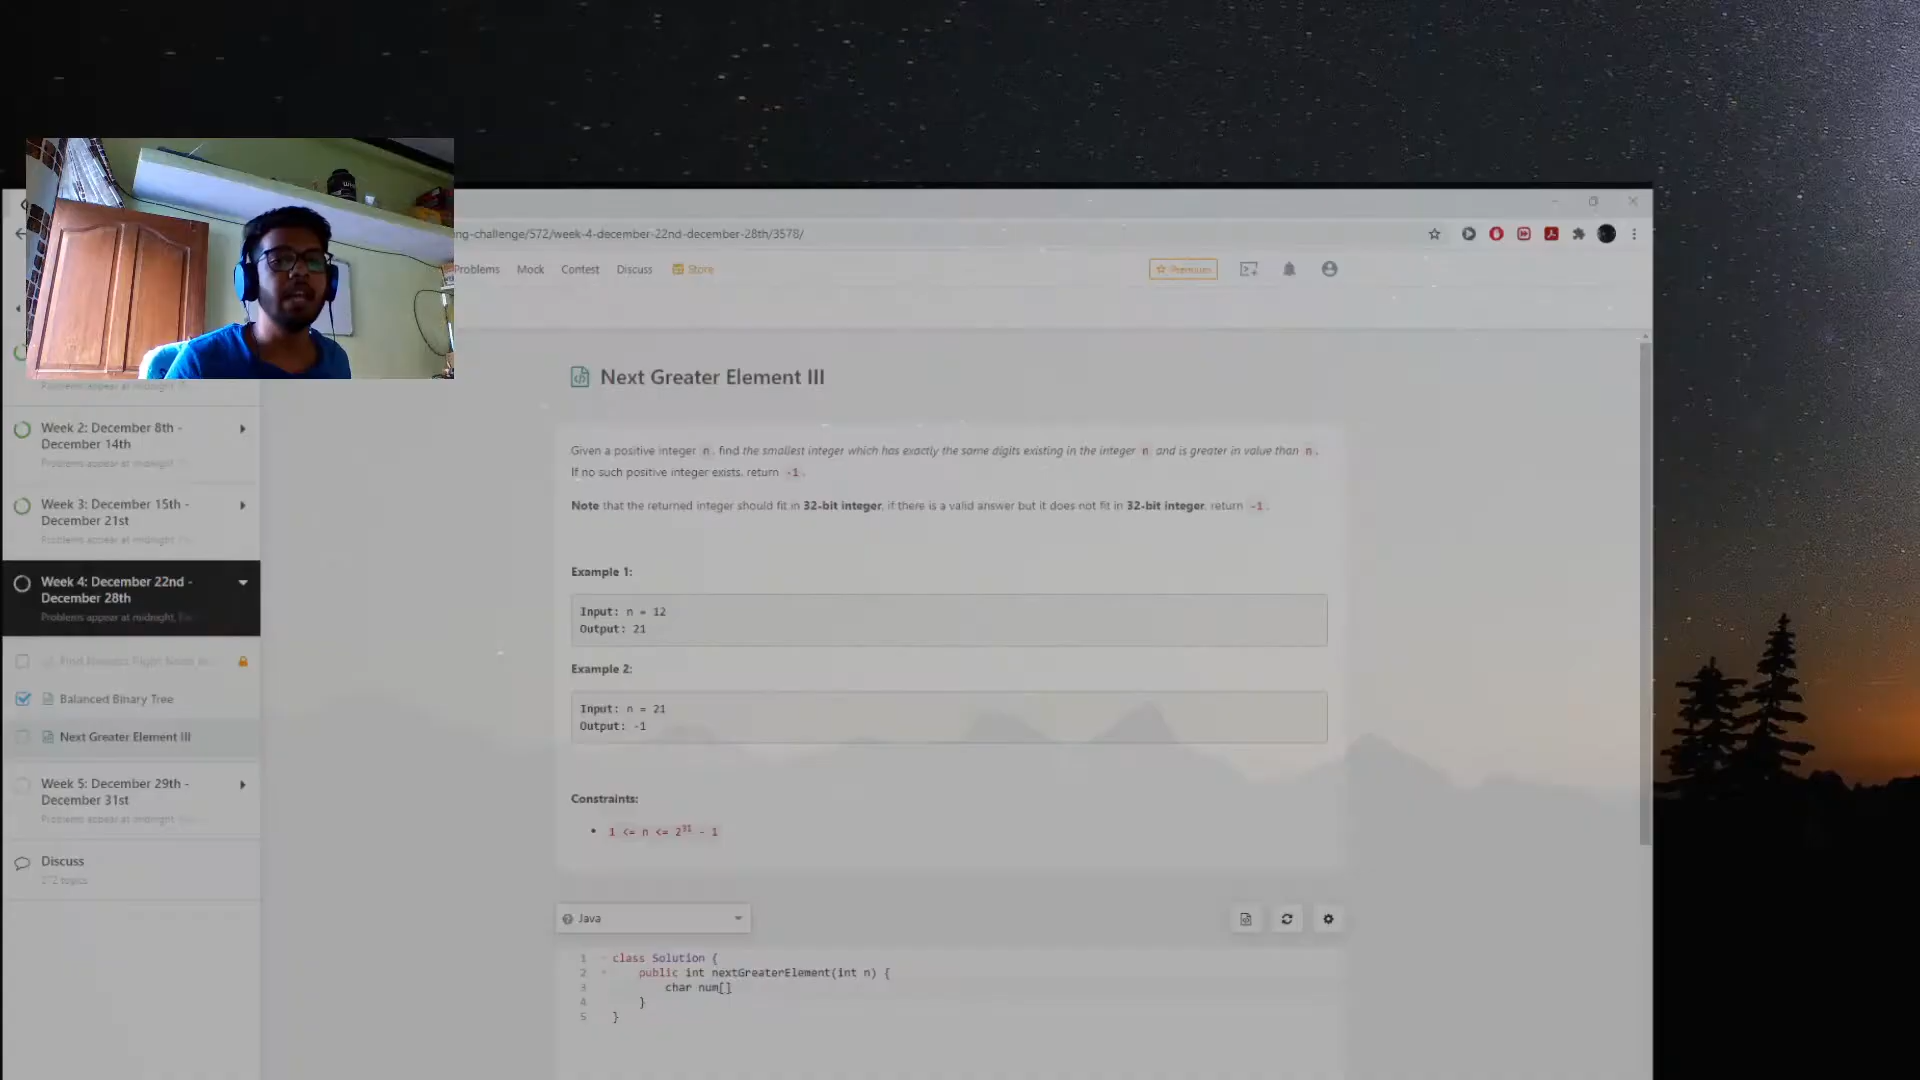 ng-challenge/572/week-4-december-22nd-december-28th/3578/
Problems Mock Contest Discuss Store
Premium
Problems appear at midnight
Week 2: December 8th -
December 14th
Problems appear at midnight
Week 3: December 15th -
December 21st
Problems appear at midnight
Week 4: December 22nd -
December 28th
Problems appear at midnight,
Balanced Binary Tree
Next Greater Element III
Week 5: December 29th -
December 31st
Problems appear at midnight
Discuss
272 topics
Next Greater Element III
Given a positive integer n, find the smallest integer which has exactly the same digits existing in the integer n and is greater in value than n.
If no such positive integer exists, return -1.
Note that the returned integer should fit in 32-bit integer, if there is a valid answer but it does not fit in 32-bit integer, return -1.
Example 1:
Input: n = 12
Output: 21
Example 2:
Input: n = 21
Output: -1
Constraints:
• 1 <= n <= 2³¹ - 1
Java
1 class Solution {
2 public int nextGreaterElement(int n) {
3 char num[]
4 }
5 }